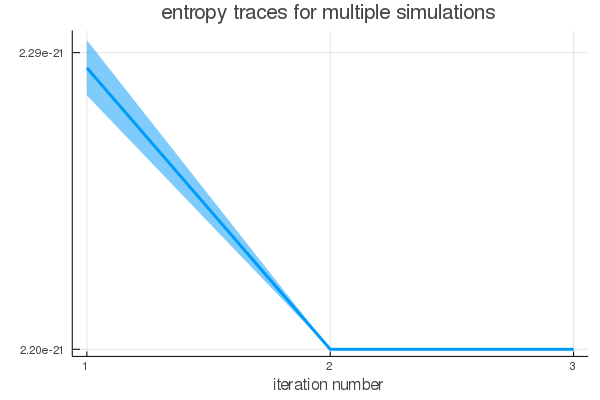 entropy traces for multiple simulations
2.29e-21
2.20e-21
1
2
3
iteration number